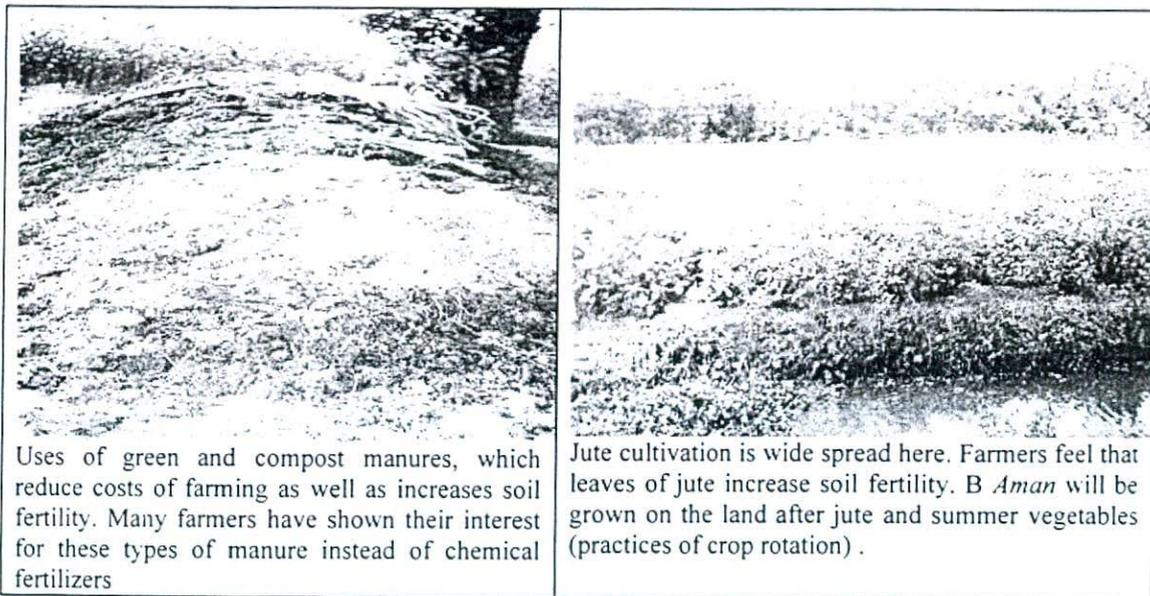 Uses of green and compost manures, which
reduce costs of farming as well as increases soil
fertility. Many farmers have shown their interest
for these types of manure instead of chemical
fertilizers
Jute cultivation is wide spread here. Farmers feel that
leaves of jute increase soil fertility. B Aman will be
grown on the land after jute and summer vegetables
(practices of crop rotation) .